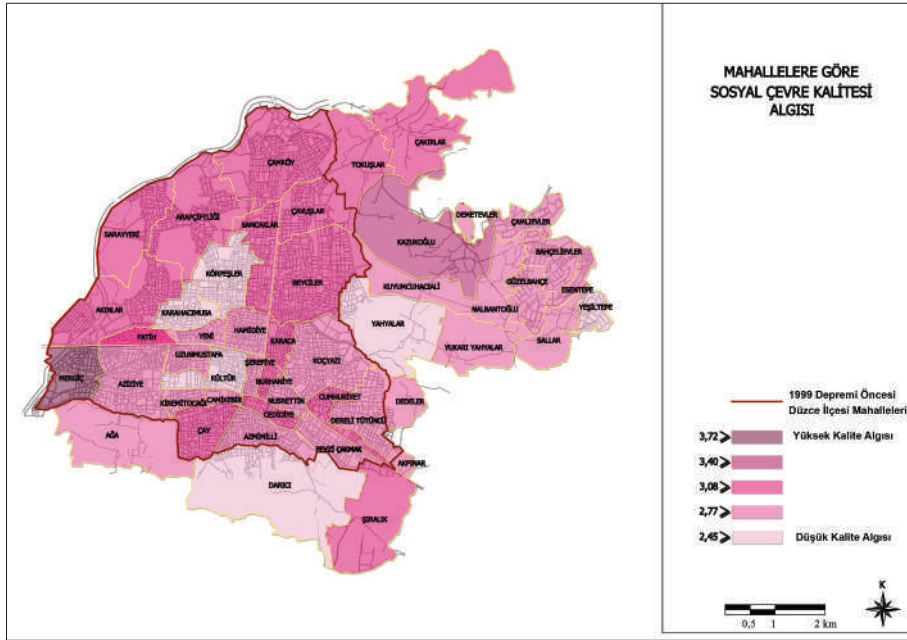 MAHALLELERE GÖRE
SOSYAL ÇEVRE KALİTESİ
ALGISI
ÇAKIRLAR
ÇAMKÖY
TOKUŞLAR
ARAPÇİFTLİĞİ
ÇAVUŞLAR
DEMETEVLER
ÇAMLIEVLER
SANCAKLAR
SARAYYERİ
KAZUKOĞLU
BAHÇELİEVLER
KÖRPEŞLER
BEYCİLER
GÜZELBAHÇE
KUYUMCUHACIALİ
ESENTEPE
YEŞİLTEPE
AKINLAR
KARAHACIMUSA
NALBANTOĞLU
YAHYALAR
HAMİDİYE
FATİH
YENİ
KARACA
SALLAR
YUKARI YAHYALAR
UZUNMUSTAFA
ŞEREFİYE
KOÇYAZI
MERGİÇ
AZİZİYE
KÜLTÜR
BURHANİYE
CUMHURİYET
DEDELER
KİREMİTOCAĞI
CAMİKEBİR
NUSRETTİN
CEDİDİYE
DERELİ TÜTÜNCÜ
AĞA
ÇAY
AZMİMİLLİ
FEVZİ ÇAKMAK
AKPINAR
DARICI
ŞIRALIK
1999 Depremi Öncesi
Düzce İlçesi Mahalleleri
3,72 Yüksek Kalite Algısı
3,40
3,08
2,77
2,45 Düşük Kalite Algısı
K
0,5 1 2 km